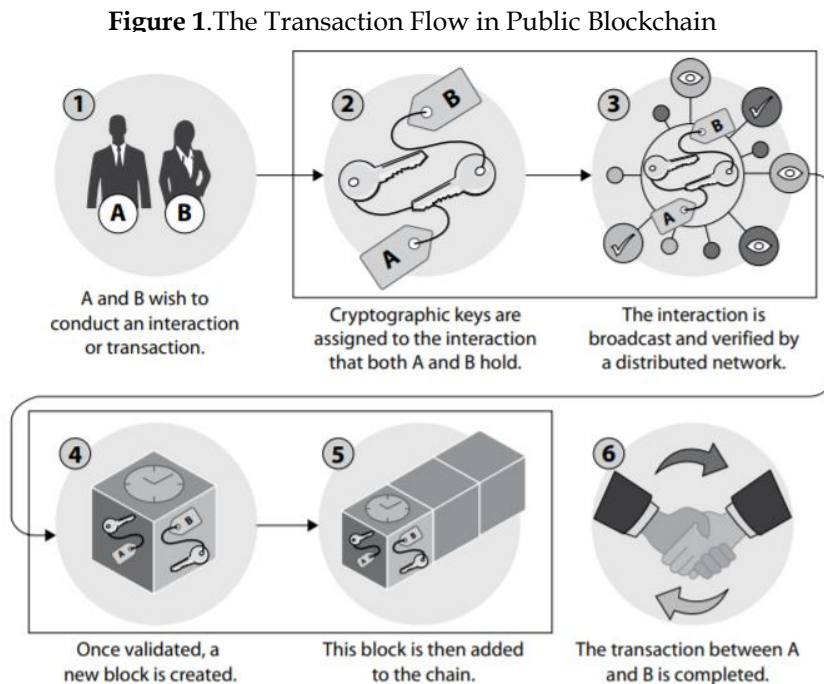 Figure 1.The Transaction Flow in Public Blockchain
1
A
B
A and B wish to
conduct an interaction
or transaction.
2
B
A
Cryptographic keys are
assigned to the interaction
that both A and B hold.
3
B
A
The interaction is
broadcast and verified by
a distributed network.
4
A
B
Once validated, a
new block is created.
5
A
B
This block is then added
to the chain.
6
The transaction between A
and B is completed.